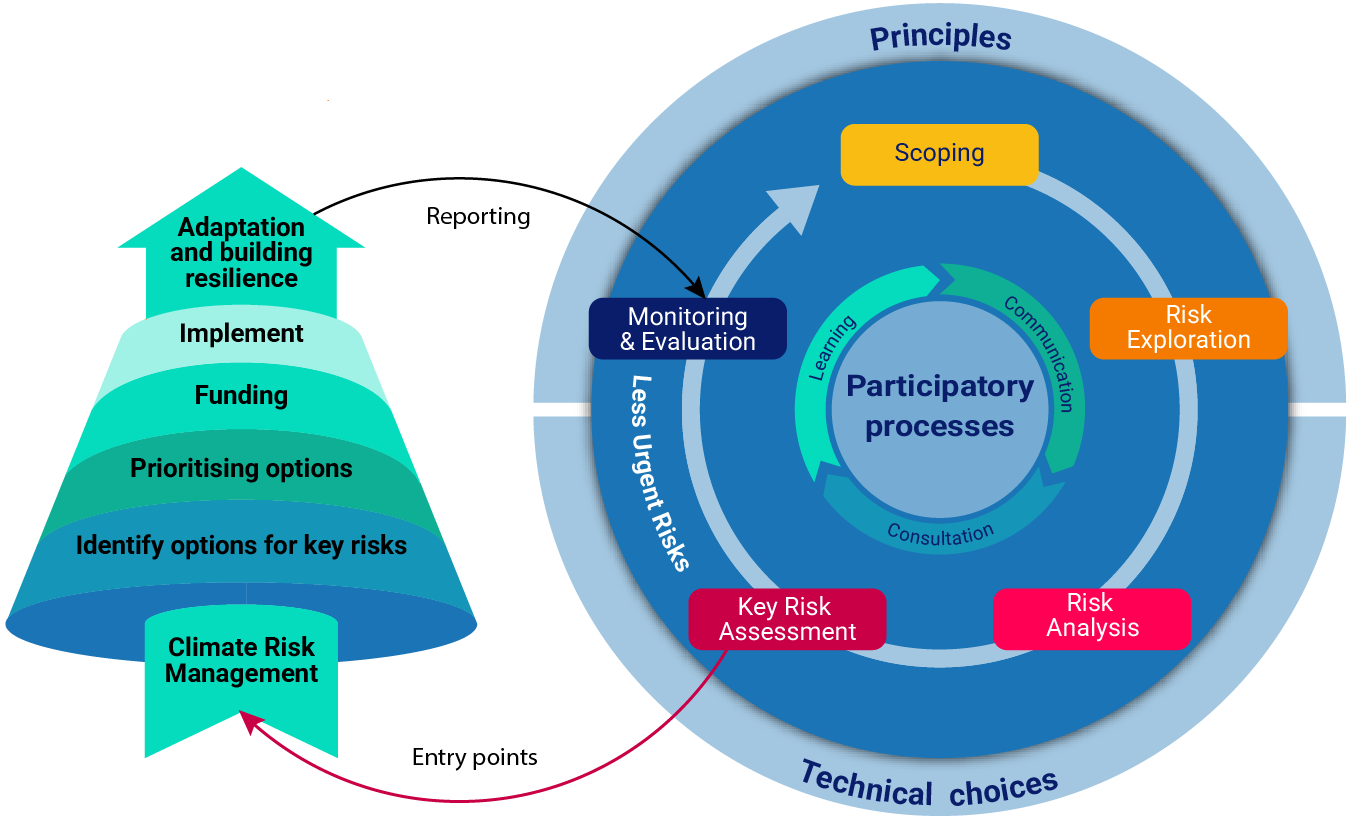 Principles
Scoping
Adaptation
and building
resilience
Reporting
Monitoring
& Evaluation
Risk
Exploration
Implement
Learning
Communication
Funding
Participatory
processes
Less Urgent Risks
Prioritising options
Consultation
Identify options for key risks
Key Risk
Assessment
Risk
Analysis
Climate Risk
Management
Entry points
Technical choices